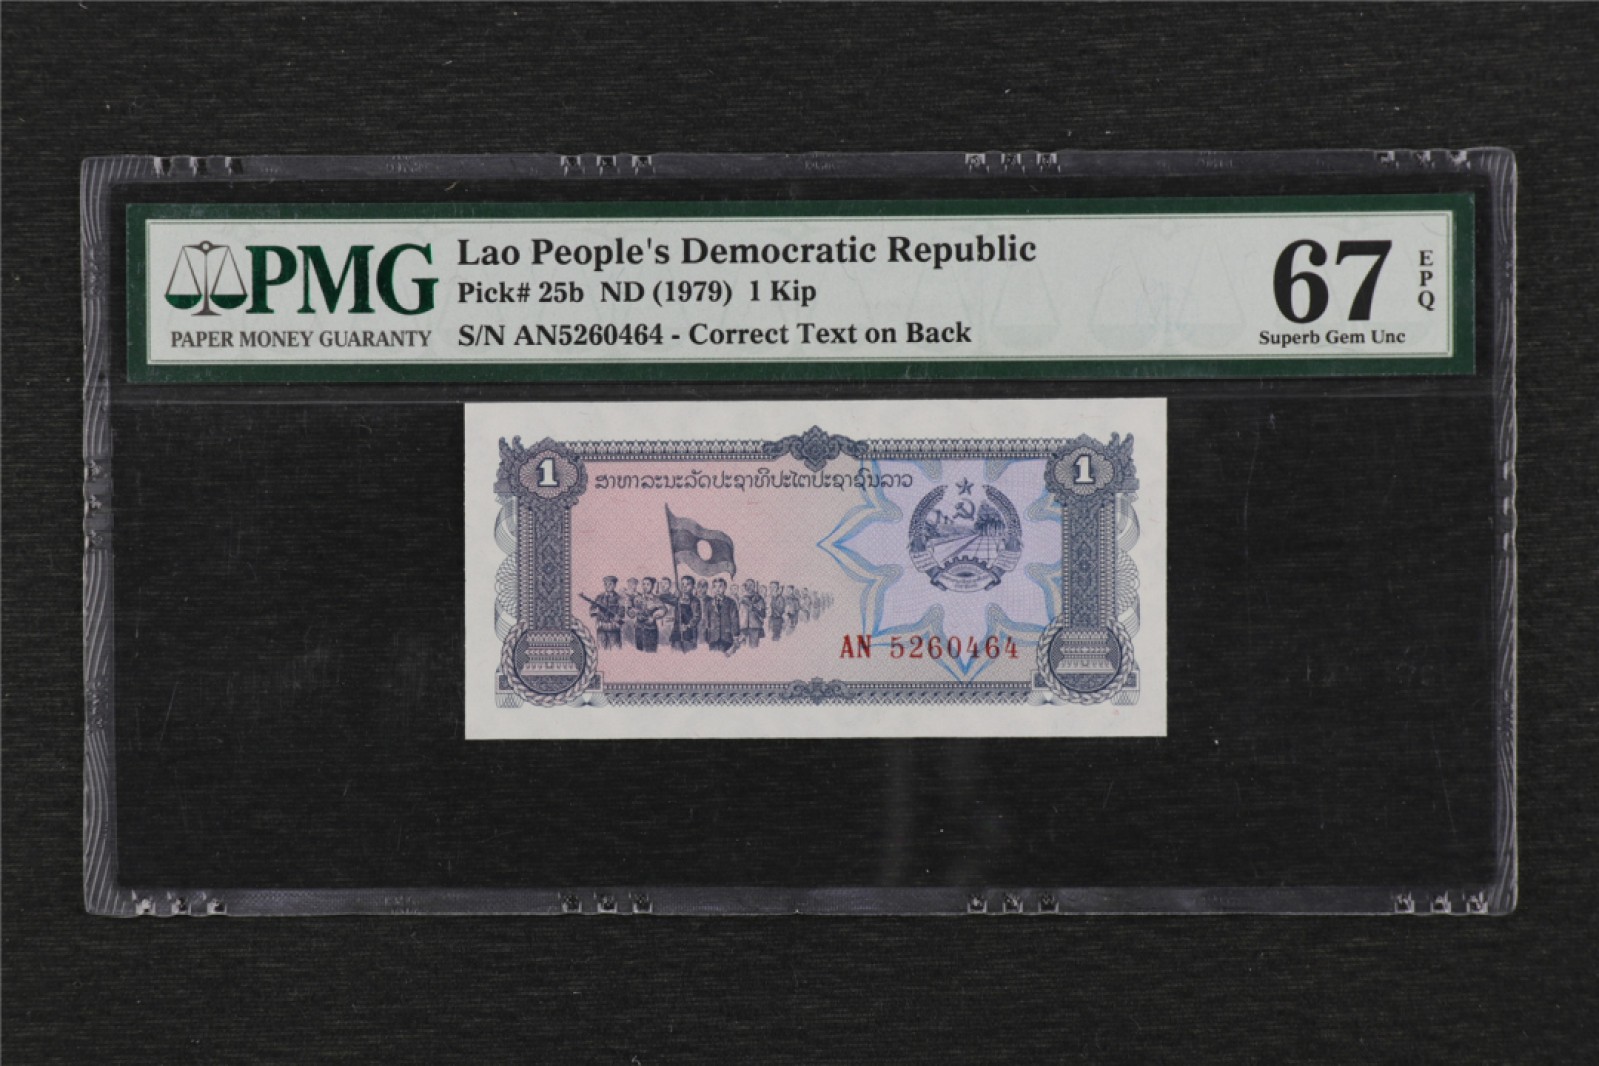 PMG
PAPER MONEY GUARANTY
Lao People's Democratic Republic
Pick# 25b ND (1979) 1 Kip
S/N AN5260464 - Correct Text on Back
67
EPQ
Superb Gem Unc
1
1
ສາທາລະນະລັດປະຊາທິປະໄຕປະຊາຊົນລາວ
AN 5260464